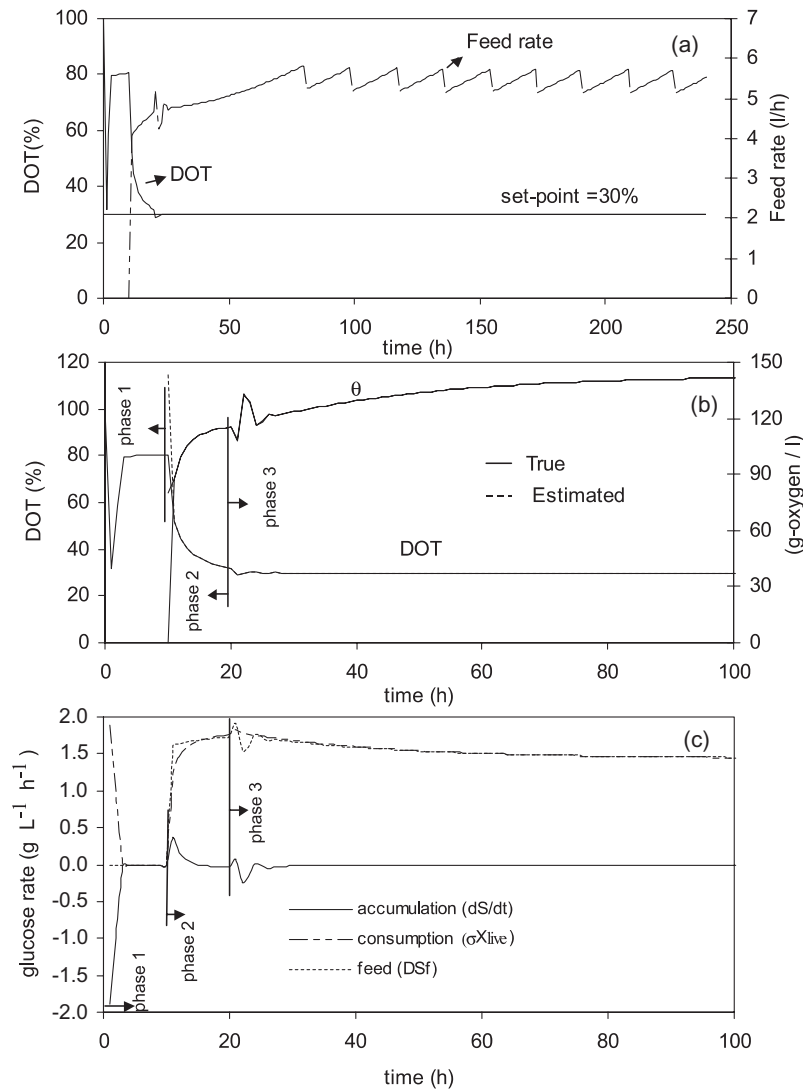 (a)
100
80
60
40
20
0
DOT(%)
Feed rate
DOT
set-point =30%
7
6
5
4
3
2
1
0
Feed rate (l/h)
0 50 100 150 200 250
time (h)
(b)
120
100
80
60
40
20
0
DOT (%)
phase 1
phase 2
phase 3
θ
True
Estimated
DOT
150
120
90
60
30
0
(g-oxygen / l)
0 20 40 60 80 100
time (h)
(c)
2.0
1.5
1.0
0.5
0.0
-0.5
-1.0
-1.5
-2.0
glucose rate (g L⁻¹ h⁻¹)
phase 1
phase 2
phase 3
accumulation (dS/dt)
consumption (σXlive)
feed (DSf)
0 20 40 60 80 100
time (h)